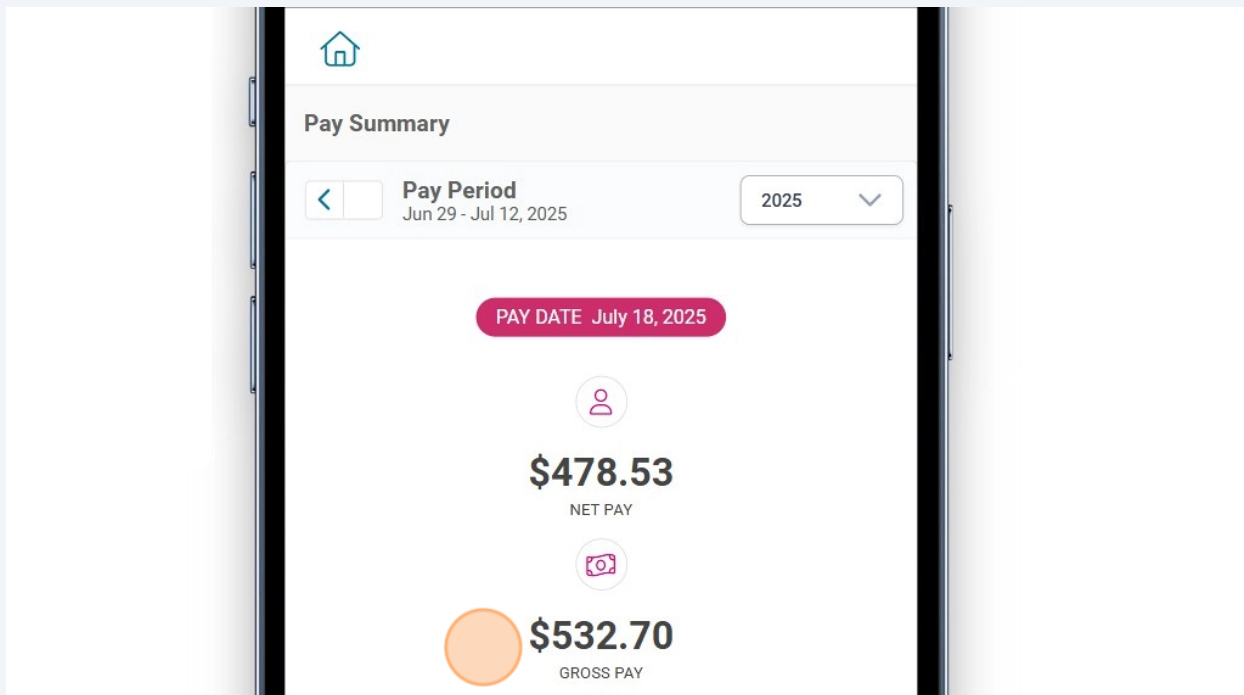 Pay Summary
Pay Period
Jun 29 - Jul 12, 2025
2025
PAY DATE July 18, 2025
$478.53
NET PAY
$532.70
GROSS PAY